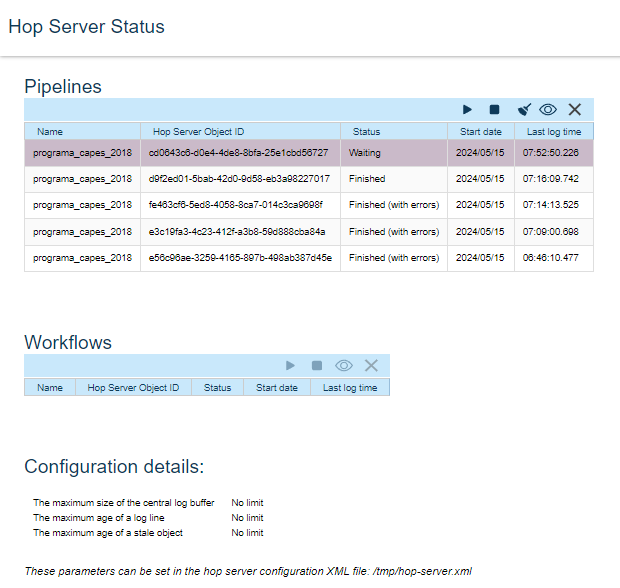 Hop Server Status
Pipelines
Name Hop Server Object ID Status Start date Last log time
programa_capes_2018 cd0643c6-d0e4-4de8-8bfa-25e1cbd56727 Waiting 2024/05/15 07:52:50.226
programa_capes_2018 d9f2ed01-5bab-42d0-9d58-eb3a98227017 Finished 2024/05/15 07:16:09.742
programa_capes_2018 fe463cf6-5ed8-4058-8ca7-014c3ca9698f Finished (with errors) 2024/05/15 07:14:13.525
programa_capes_2018 e3c19fa3-4c23-412f-a3b8-59d888cba84a Finished (with errors) 2024/05/15 07:09:00.698
programa_capes_2018 e56c96ae-3259-4165-897b-498ab387d45e Finished (with errors) 2024/05/15 06:46:10.477
Workflows
Name Hop Server Object ID Status Start date Last log time
Configuration details:
The maximum size of the central log buffer No limit
The maximum age of a log line No limit
The maximum age of a stale object No limit
These parameters can be set in the hop server configuration XML file: /tmp/hop-server.xml